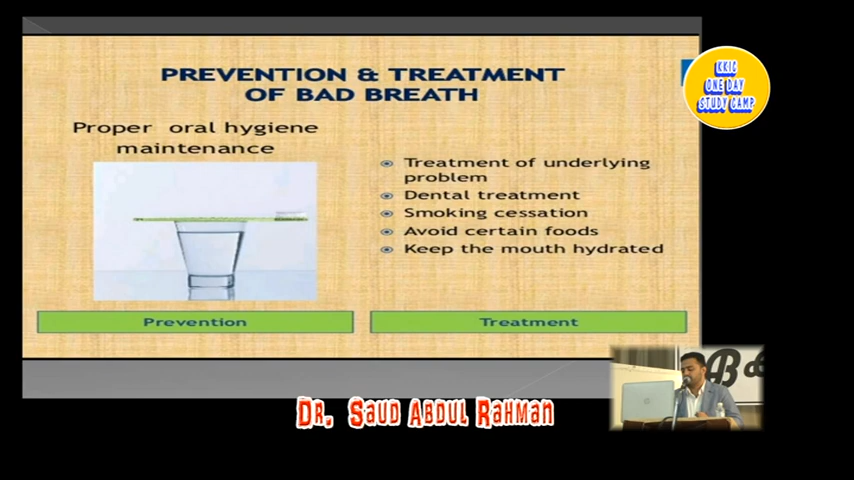 PREVENTION & TREATMENT
OF BAD BREATH
Proper oral hygiene
maintenance
Treatment of underlying
problem
Dental treatment
Smoking cessation
Avoid certain foods
Keep the mouth hydrated
Prevention
Treatment
KKIC
ONE DAY
STUDY CAMP
DR. SAUD ABDUL RAHMAN